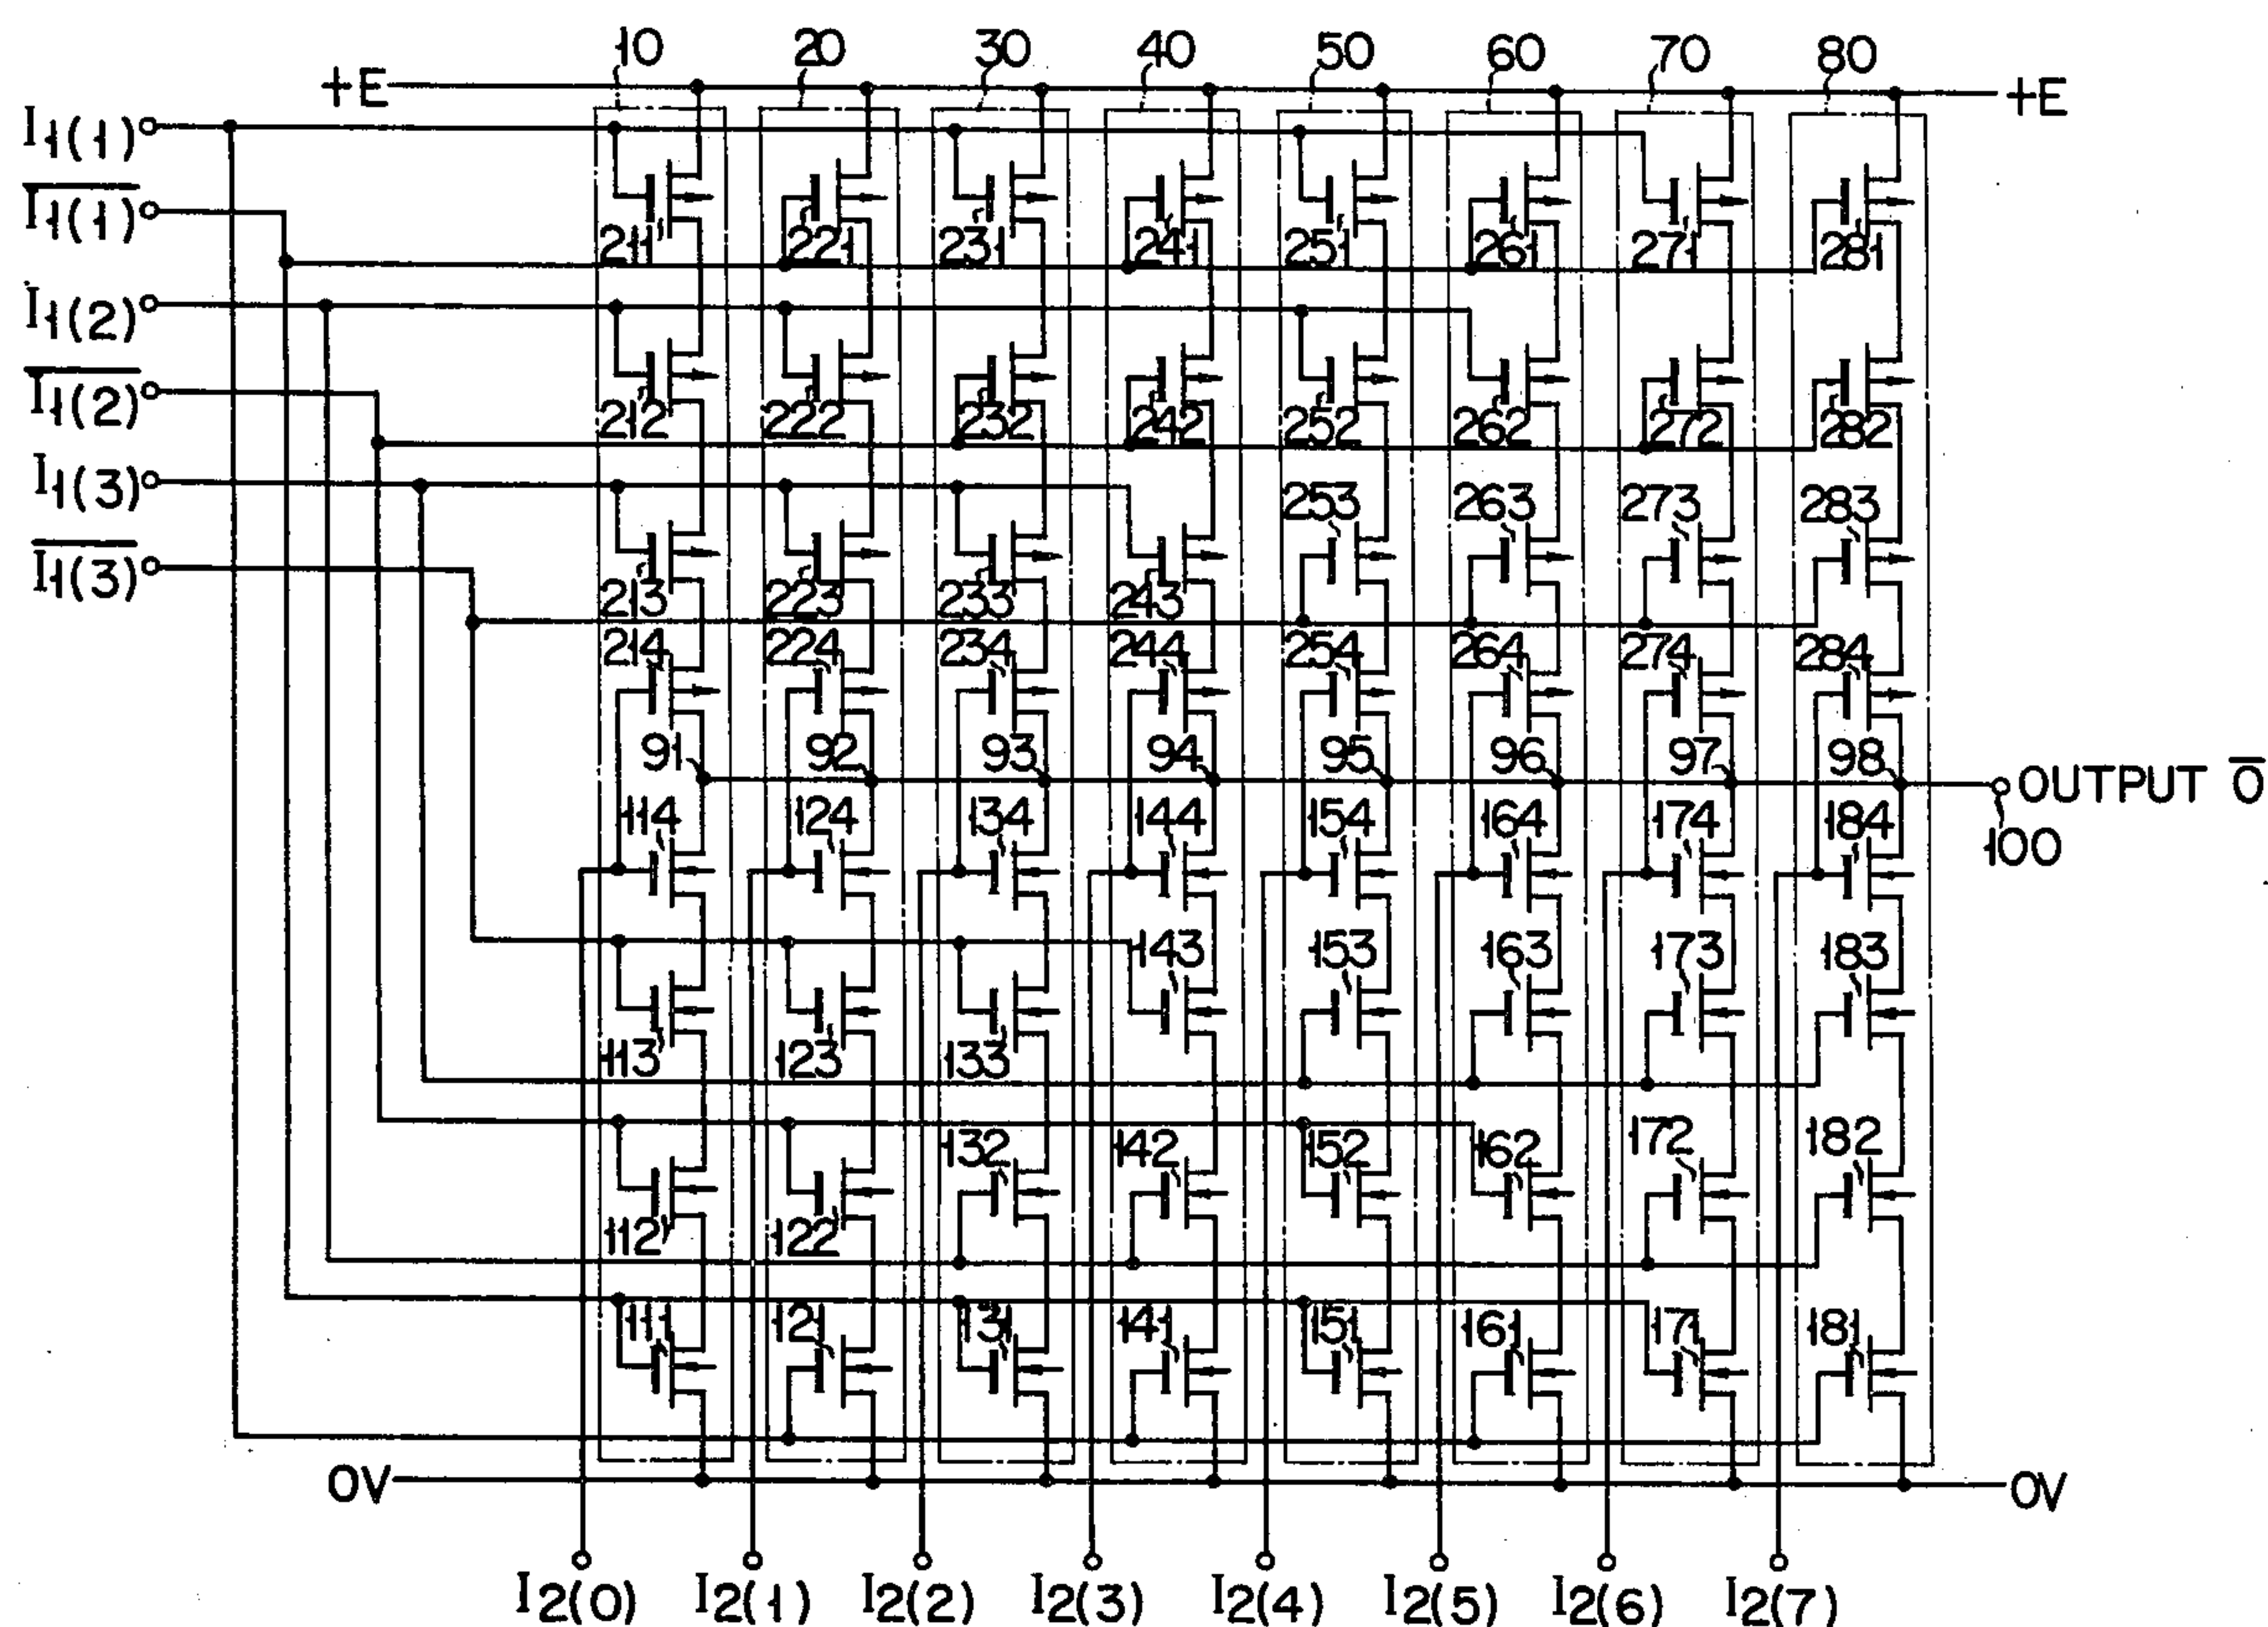 10 20 30 40 50 60 70 80
+E +E
I1(1)
I̅1̅(̅1̅)̅
211 221 231 241 251 261 271 281
I1(2)
I̅1̅(̅2̅)̅
212 222 232 242 252 262 272 282
I1(3)
253 263 273 283
I̅1̅(̅3̅)̅
213 223 233 243
214 224 234 244 254 264 274 284
91 92 93 94 95 96 97 98
OUTPUT O̅
114 124 134 144 154 164 174 184
100
143 153 163 173 183
113 123 133
132 142 152 162 172 182
112 122
111 121 131 141 151 161 171 181
0V 0V
I2(0) I2(1) I2(2) I2(3) I2(4) I2(5) I2(6) I2(7)